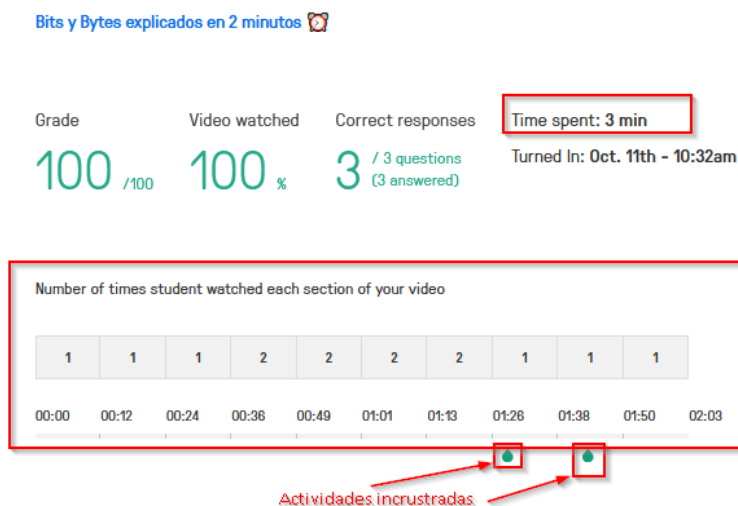 Bits y Bytes explicados en 2 minutos ⏰
Grade
100 /100
Video watched
100 %
Correct responses
3 / 3 questions
(3 answered)
Time spent: 3 min
Turned In: Oct. 11th - 10:32am
Number of times student watched each section of your video
1 1 1 2 2 2 2 1 1 1
00:00 00:12 00:24 00:36 00:49 01:01 01:13 01:26 01:38 01:50 02:03
Actividades incrustradas